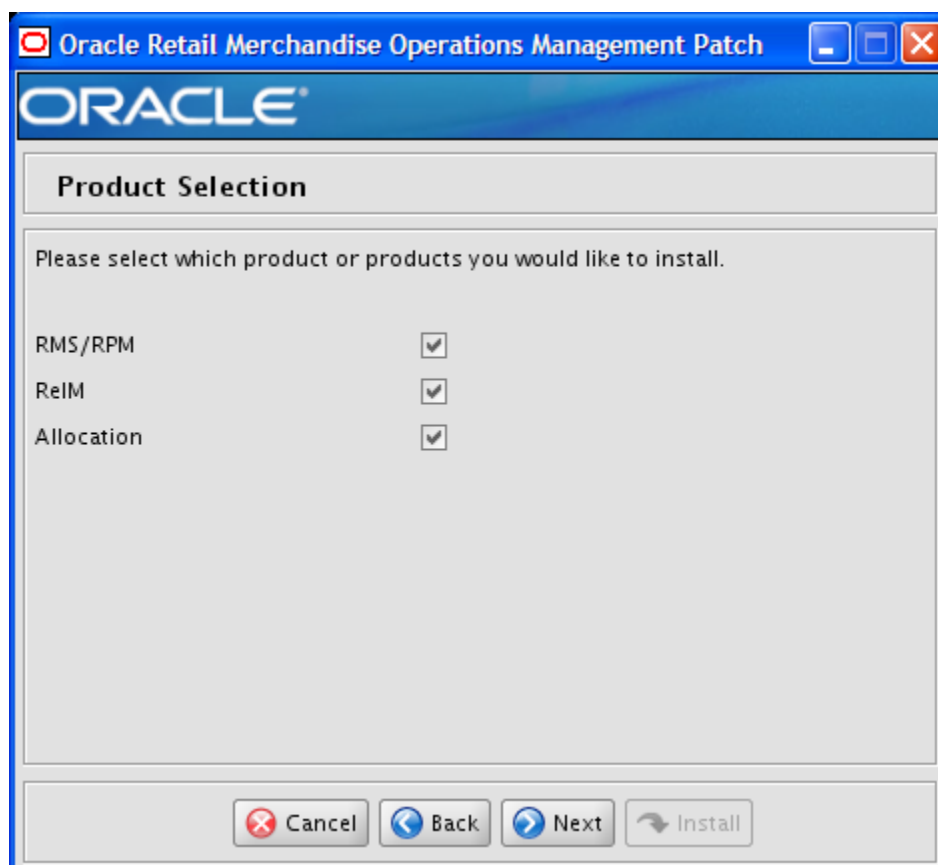 Oracle Retail Merchandise Operations Management Patch
ORACLE
Product Selection
Please select which product or products you would like to install.
RMS/RPM
ReIM
Allocation
Cancel Back Next Install